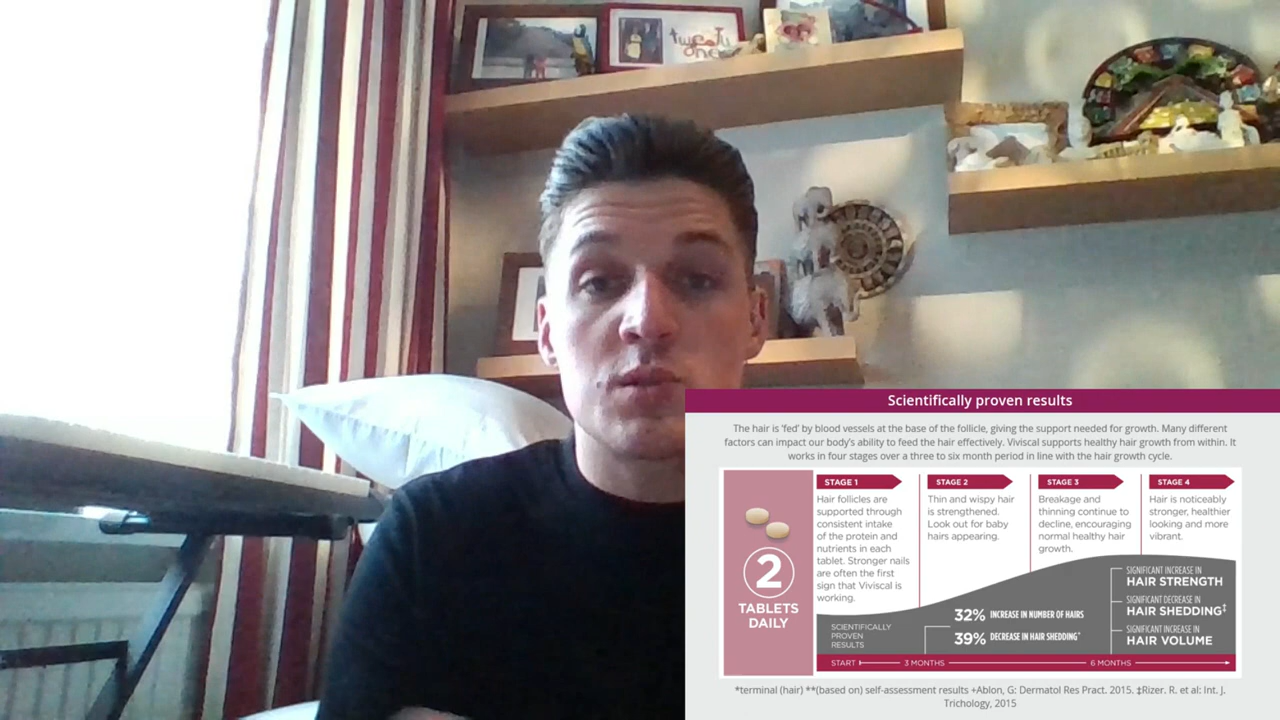 twenty
one
Scientifically proven results
The hair is 'fed' by blood vessels at the base of the follicle, giving the support needed for growth. Many different
factors can impact our body's ability to feed the hair effectively. Viviscal supports healthy hair growth from within. It
works in four stages over a three to six month period in line with the hair growth cycle.
2
TABLETS
DAILY
STAGE 1
Hair follicles are
supported through
consistent intake
of the protein and
nutrients in each
tablet. Stronger nails
are often the first
sign that Viviscal is
working.
STAGE 2
Thin and wispy hair
is strengthened.
Look out for baby
hairs appearing.
STAGE 3
Breakage and
thinning continue to
decline, encouraging
normal healthy hair
growth.
STAGE 4
Hair is noticeably
stronger, healthier
looking and more
vibrant.
SCIENTIFICALLY
PROVEN
RESULTS
32% INCREASE IN NUMBER OF HAIRS
39% DECREASE IN HAIR SHEDDING*
SIGNIFICANT INCREASE IN
HAIR STRENGTH
SIGNIFICANT DECREASE IN
HAIR SHEDDING‡
SIGNIFICANT INCREASE IN
HAIR VOLUME
START 3 MONTHS 6 MONTHS
*terminal (hair) **(based on) self-assessment results +Ablon, G: Dermatol Res Pract. 2015. ‡Rizer. R. et al: Int. J.
Trichology, 2015